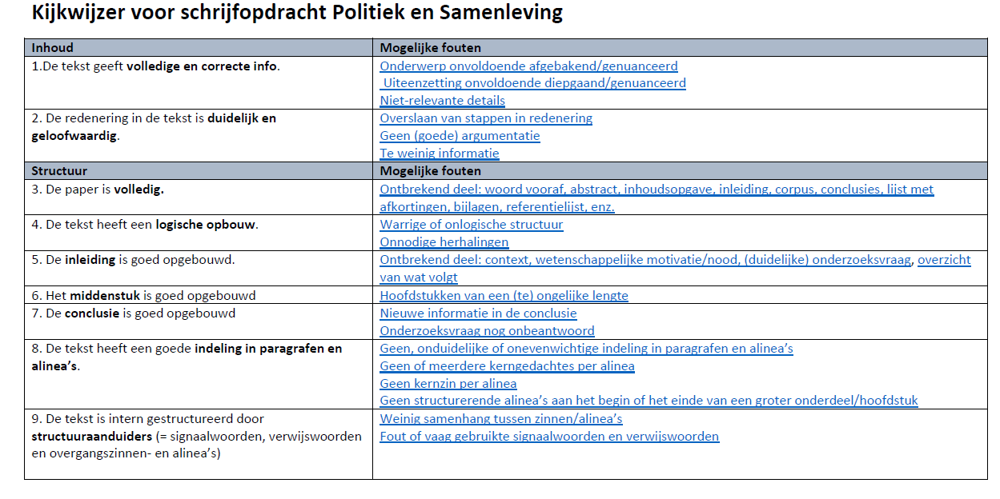 Kijkwijzer voor schrijfopdracht Politiek en Samenleving
Inhoud
Mogelijke fouten
1.De tekst geeft volledige en correcte info.
Onderwerp onvoldoende afgebakend/genuanceerd
Uiteenzetting onvoldoende diepgaand/genuanceerd
Niet-relevante details
2. De redenering in de tekst is duidelijk en
geloofwaardig.
Overslaan van stappen in redenering
Geen (goede) argumentatie
Te weinig informatie
Structuur
Mogelijke fouten
3. De paper is volledig.
Ontbrekend deel: woord vooraf, abstract, inhoudsopgave, inleiding, corpus, conclusies, lijst met
afkortingen, bijlagen, referentielijst, enz.
4. De tekst heeft een logische opbouw.
Warrige of onlogische structuur
Onnodige herhalingen
5. De inleiding is goed opgebouwd.
Ontbrekend deel: context, wetenschappelijke motivatie/nood, (duidelijke) onderzoeksvraag, overzicht
van wat volgt
6. Het middenstuk is goed opgebouwd
Hoofdstukken van een (te) ongelijke lengte
7. De conclusie is goed opgebouwd
Nieuwe informatie in de conclusie
Onderzoeksvraag nog onbeantwoord
8. De tekst heeft een goede indeling in paragrafen en
alinea's.
Geen, onduidelijke of onevenwichtige indeling in paragrafen en alinea's
Geen of meerdere kerngedachtes per alinea
Geen kernzin per alinea
Geen structurerende alinea's aan het begin of het einde van een groter onderdeel/hoofdstuk
9. De tekst is intern gestructureerd door
structuuraanduiders (= signaalwoorden, verwijswoorden
en overgangszinnen- en alinea's)
Weinig samenhang tussen zinnen/alinea's
Fout of vaag gebruikte signaalwoorden en verwijswoorden